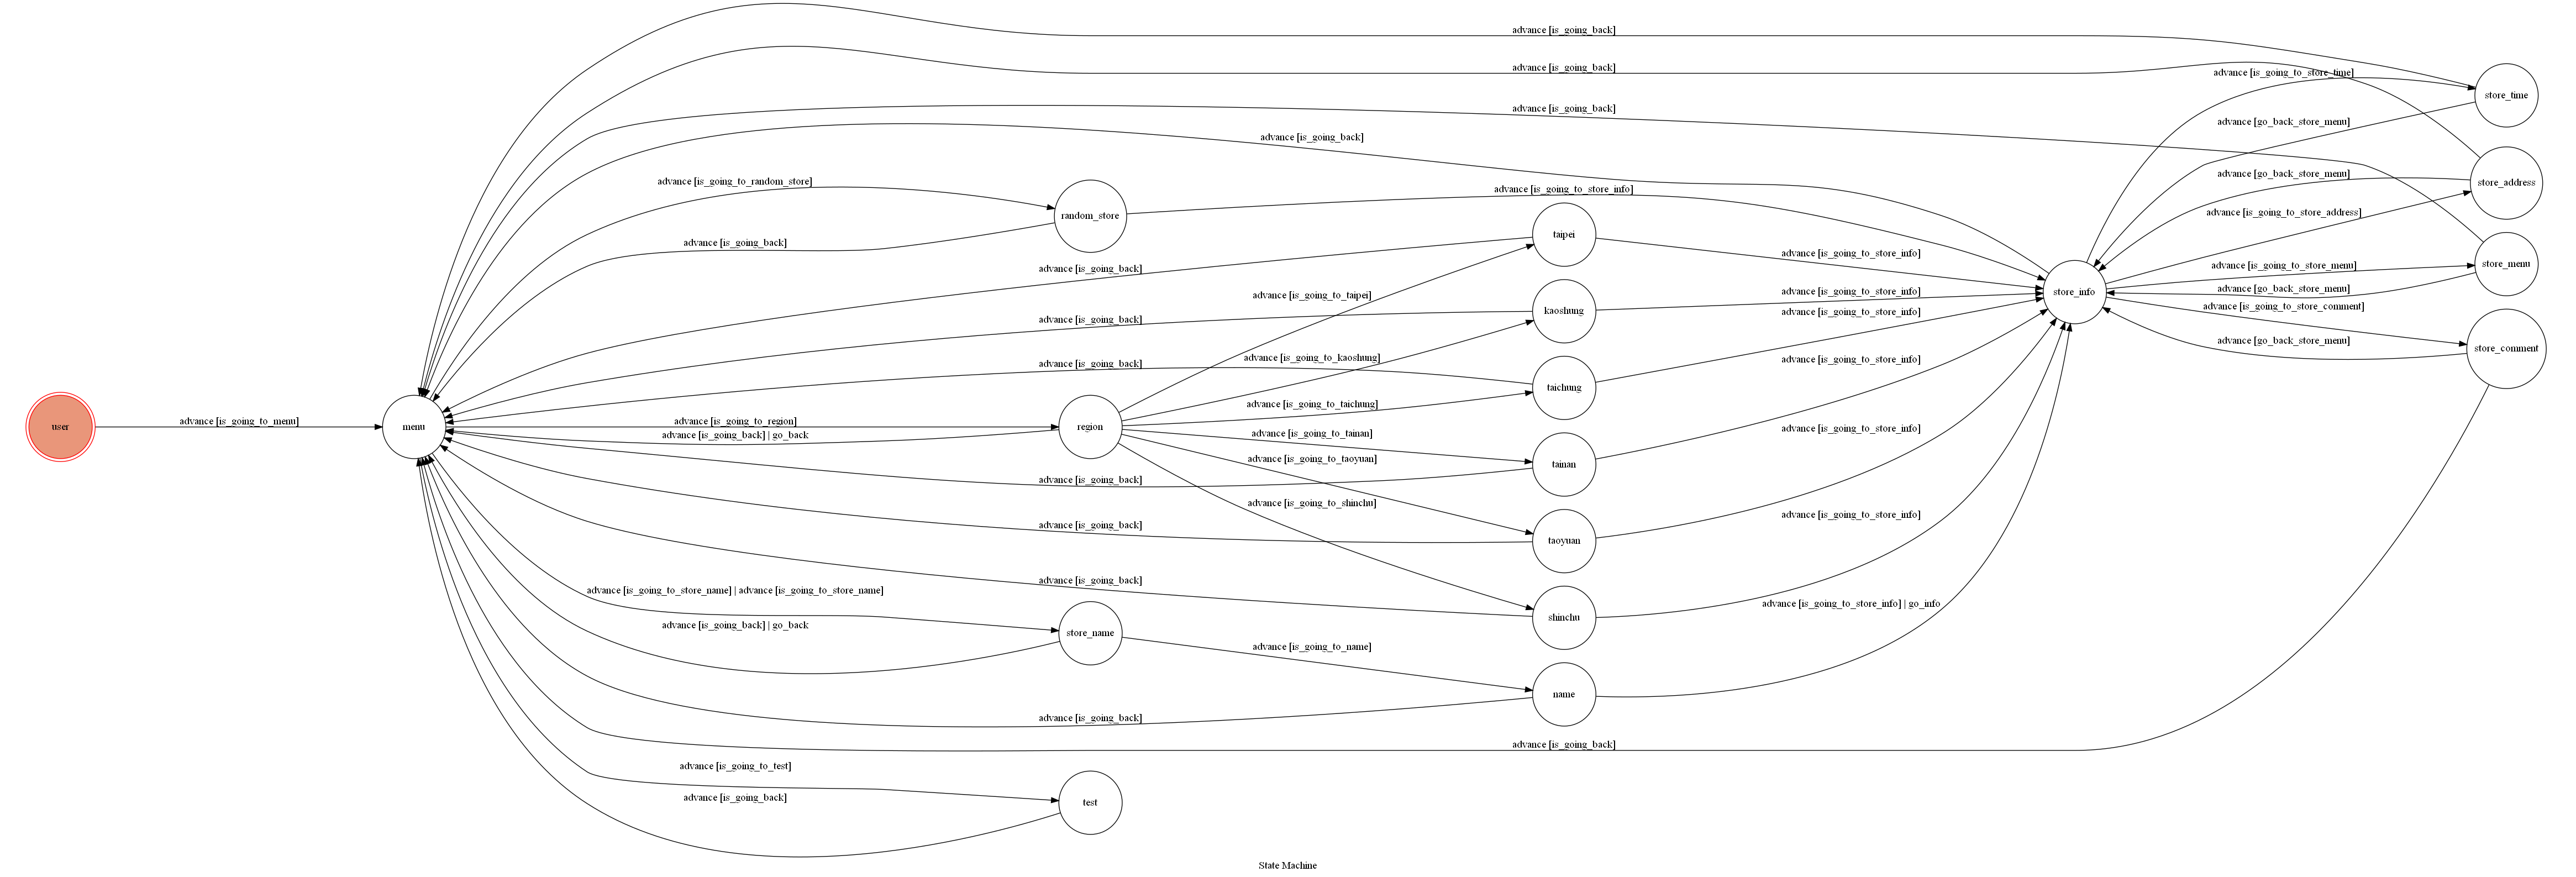 advance [is_going_back]
advance [is_going_back]
advance [is_going_to_store_time]
store_time
advance [is_going_back]
advance [go_back_store_menu]
advance [is_going_back]
advance [go_back_store_menu]
store_address
advance [is_going_to_random_store]
advance [is_going_to_store_info]
random_store
advance [is_going_to_store_address]
taipei
advance [is_going_back]
advance [is_going_to_store_info]
store_menu
advance [is_going_to_store_menu]
advance [is_going_back]
advance [go_back_store_menu]
advance [is_going_to_store_info]
store_info
advance [is_going_to_taipei]
advance [is_going_to_store_comment]
kaoshung
advance [is_going_to_store_info]
advance [is_going_back]
advance [go_back_store_menu]
store_comment
advance [is_going_to_kaoshung]
advance [is_going_to_store_info]
advance [is_going_back]
taichung
advance [is_going_to_taichung]
advance [is_going_to_menu]
advance [is_going_to_region]
user
menu
region
advance [is_going_to_store_info]
advance [is_going_back] | go_back
advance [is_going_to_tainan]
advance [is_going_to_taoyuan]
tainan
advance [is_going_back]
advance [is_going_to_shinchu]
advance [is_going_to_store_info]
advance [is_going_back]
taoyuan
advance [is_going_back]
advance [is_going_to_store_name] | advance [is_going_to_store_name]
advance [is_going_to_store_info] | go_info
shinchu
advance [is_going_back] | go_back
store_name
advance [is_going_to_name]
name
advance [is_going_back]
advance [is_going_back]
advance [is_going_to_test]
advance [is_going_back]
test
State Machine